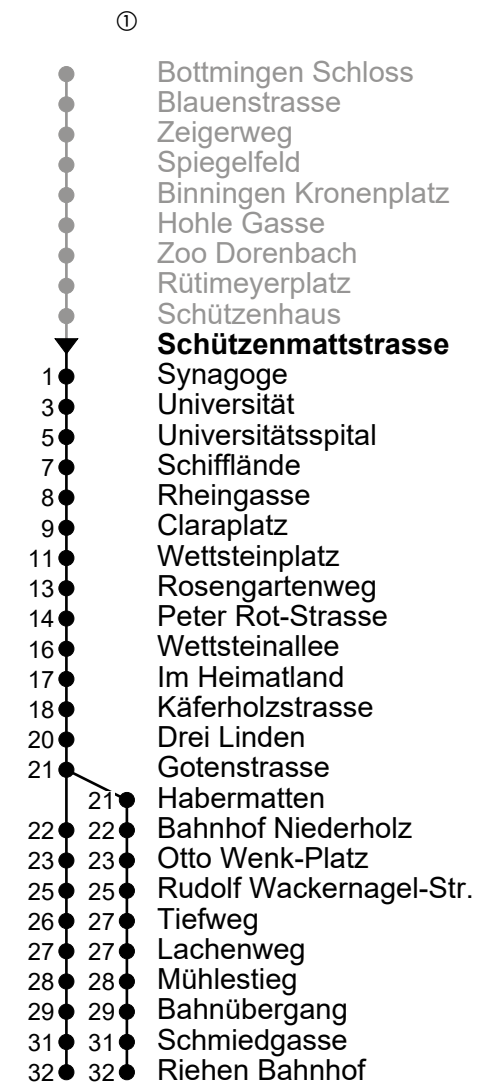 ①
Bottmingen Schloss
Blauenstrasse
Zeigerweg
Spiegelfeld
Binningen Kronenplatz
Hohle Gasse
Zoo Dorenbach
Rütimeyerplatz
Schützenhaus
Schützenmattstrasse
1 Synagoge
3 Universität
5 Universitätsspital
7 Schifflände
8 Rheingasse
9 Claraplatz
11 Wettsteinplatz
13 Rosengartenweg
14 Peter Rot-Strasse
16 Wettsteinallee
17 Im Heimatland
18 Käferholzstrasse
20 Drei Linden
21 Gotenstrasse
21 Habermatten
22 22 Bahnhof Niederholz
23 23 Otto Wenk-Platz
25 25 Rudolf Wackernagel-Str.
26 27 Tiefweg
27 27 Lachenweg
28 28 Mühlestieg
29 29 Bahnübergang
31 31 Schmiedgasse
32 32 Riehen Bahnhof